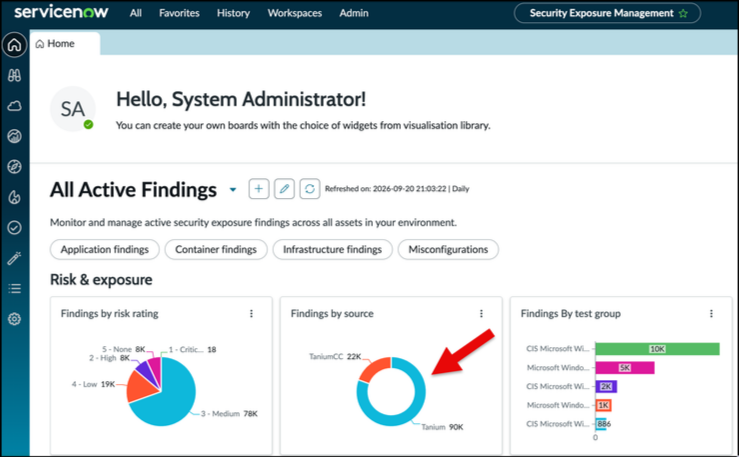 servicenow All Favorites History Workspaces Admin Security Exposure Management
Home
SA
Hello, System Administrator!
You can create your own boards with the choice of widgets from visualisation library.
All Active Findings
Refreshed on: 2026-09-20 21:03:22 | Daily
Monitor and manage active security exposure findings across all assets in your environment.
Application findings Container findings Infrastructure findings Misconfigurations
Risk & exposure
Findings by risk rating
5 - None 8K
1 - Critic... 18
2 - High 8K
4 - Low 19K
3 - Medium 78K
Findings by source
TaniumCC 22K
Tanium 90K
Findings By test group
CIS Microsoft Wi... 10K
Microsoft Windo... 5K
CIS Microsoft Wi... 2K
Microsoft Windo... 1K
CIS Microsoft Wi... 886
0